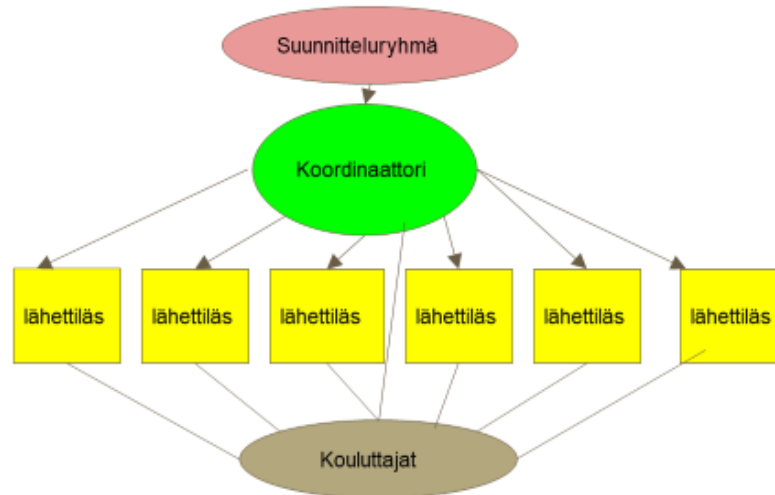 Suunnitteluryhmä
Koordinaattori
lähettiläs
lähettiläs
lähettiläs
lähettiläs
lähettiläs
lähettiläs
Kouluttajat